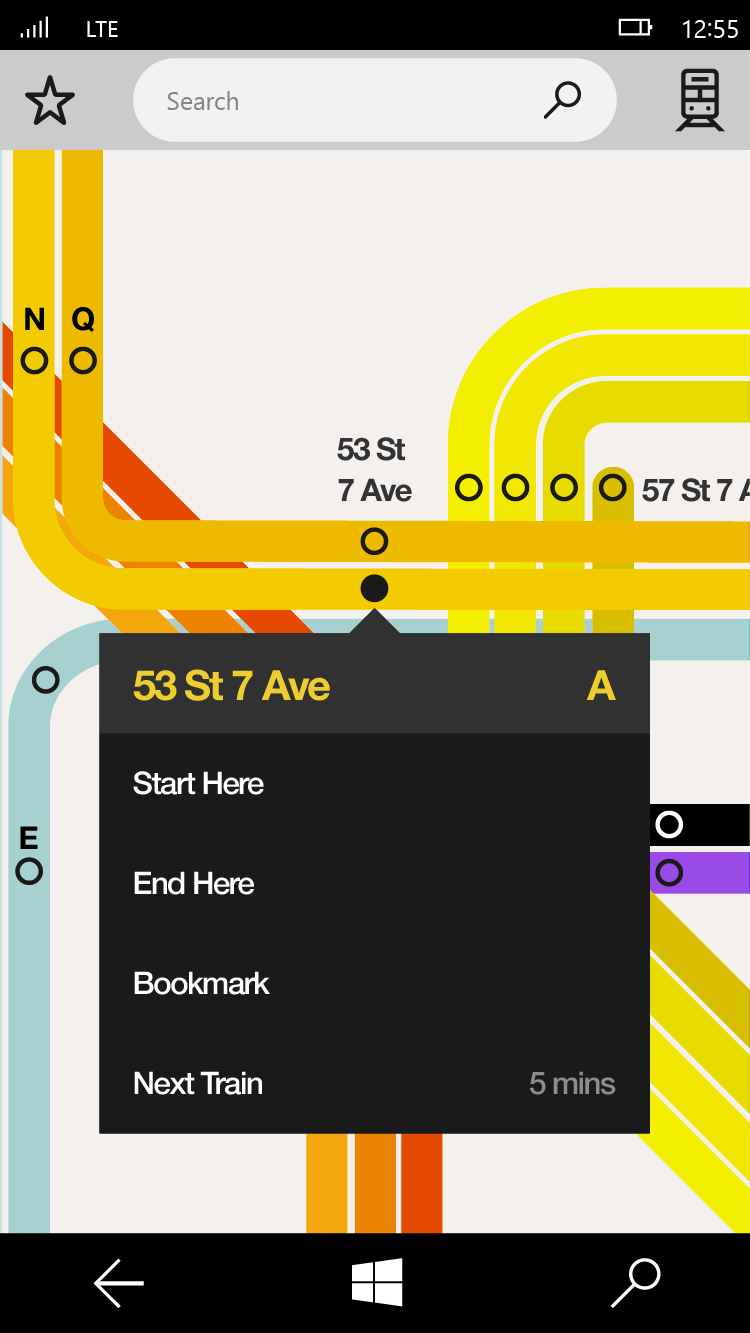 LTE
12:55
Search
N
Q
53 St
7 Ave
57 St 7 A
53 St 7 Ave
A
Start Here
E
End Here
Bookmark
Next Train
5 mins